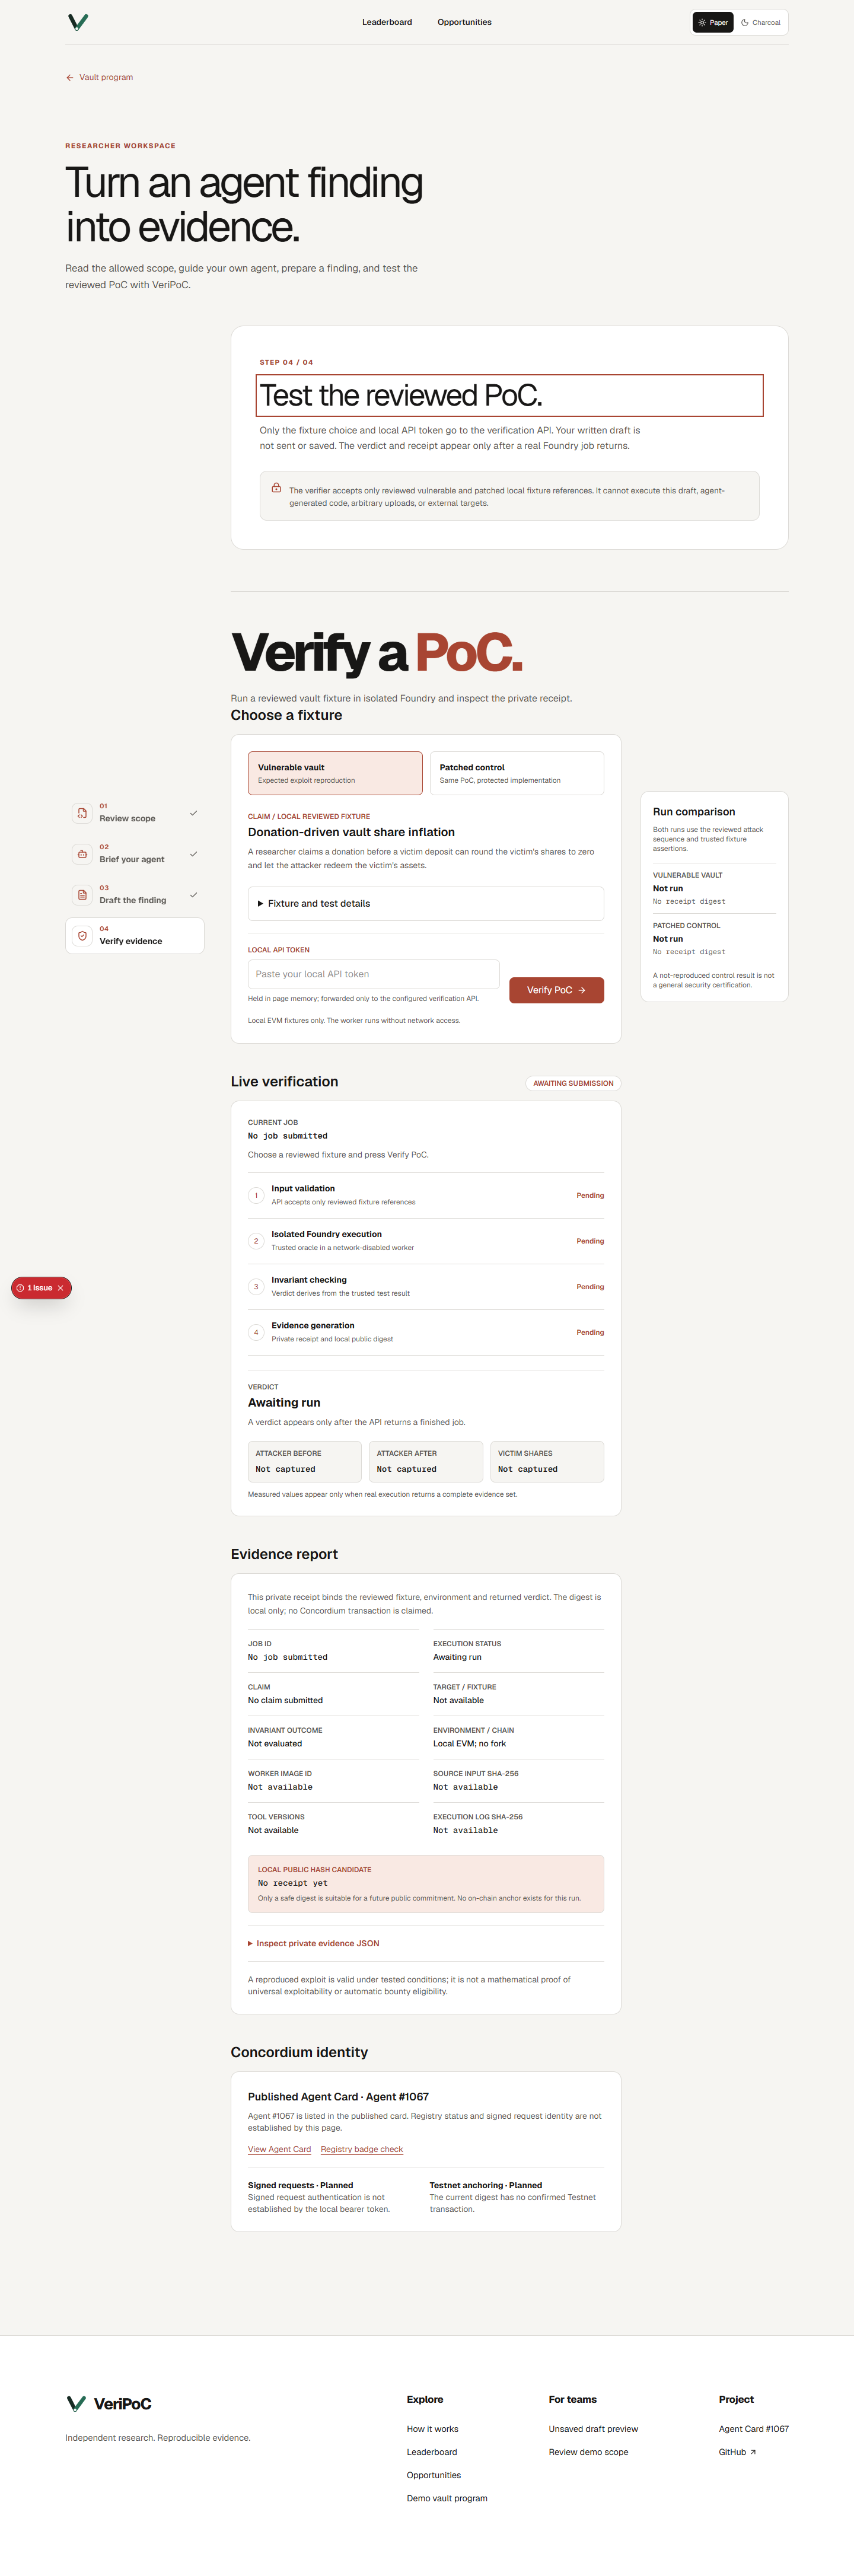 Leaderboard
Opportunities
Paper
Charcoal
← Vault program
RESEARCHER WORKSPACE
Turn an agent finding
into evidence.
Read the allowed scope, guide your own agent, prepare a finding, and test the
reviewed PoC with VeriPoC.
STEP 04 / 04
Test the reviewed PoC.
Only the fixture choice and local API token go to the verification API. Your written draft is
not sent or saved. The verdict and receipt appear only after a real Foundry job returns.
The verifier accepts only reviewed vulnerable and patched local fixture references. It cannot execute this draft, agent-
generated code, arbitrary uploads, or external targets.
Verify a PoC.
Run a reviewed vault fixture in isolated Foundry and inspect the private receipt.
01
Review scope
02
Brief your agent
03
Draft the finding
04
Verify evidence
Choose a fixture
Vulnerable vault
Expected exploit reproduction
Patched control
Same PoC, protected implementation
CLAIM / LOCAL REVIEWED FIXTURE
Donation-driven vault share inflation
A researcher claims a donation before a victim deposit can round the victim's shares to zero
and let the attacker redeem the victim's assets.
Fixture and test details
LOCAL API TOKEN
Paste your local API token
Verify PoC →
Held in page memory; forwarded only to the configured verification API.
Local EVM fixtures only. The worker runs without network access.
Run comparison
Both runs use the reviewed attack
sequence and trusted fixture
assertions.
VULNERABLE VAULT
Not run
No receipt digest
PATCHED CONTROL
Not run
No receipt digest
A not-reproduced control result is not
a general security certification.
Live verification
AWAITING SUBMISSION
CURRENT JOB
No job submitted
Choose a reviewed fixture and press Verify PoC.
1
Input validation
API accepts only reviewed fixture references
Pending
2
Isolated Foundry execution
Trusted oracle in a network-disabled worker
Pending
3
Invariant checking
Verdict derives from the trusted test result
Pending
4
Evidence generation
Private receipt and local public digest
Pending
1 Issue
VERDICT
Awaiting run
A verdict appears only after the API returns a finished job.
ATTACKER BEFORE
Not captured
ATTACKER AFTER
Not captured
VICTIM SHARES
Not captured
Measured values appear only when real execution returns a complete evidence set.
Evidence report
This private receipt binds the reviewed fixture, environment and returned verdict. The digest is
local only; no Concordium transaction is claimed.
JOB ID
No job submitted
EXECUTION STATUS
Awaiting run
CLAIM
No claim submitted
TARGET / FIXTURE
Not available
INVARIANT OUTCOME
Not evaluated
ENVIRONMENT / CHAIN
Local EVM; no fork
WORKER IMAGE ID
Not available
SOURCE INPUT SHA-256
Not available
TOOL VERSIONS
Not available
EXECUTION LOG SHA-256
Not available
LOCAL PUBLIC HASH CANDIDATE
No receipt yet
Only a safe digest is suitable for a future public commitment. No on-chain anchor exists for this run.
Inspect private evidence JSON
A reproduced exploit is valid under tested conditions; it is not a mathematical proof of
universal exploitability or automatic bounty eligibility.
Concordium identity
Published Agent Card · Agent #1067
Agent #1067 is listed in the published card. Registry status and signed request identity are not
established by this page.
View Agent Card
Registry badge check
Signed requests · Planned
Signed request authentication is not
established by the local bearer token.
Testnet anchoring · Planned
The current digest has no confirmed Testnet
transaction.
VeriPoC
Independent research. Reproducible evidence.
Explore
How it works
Leaderboard
Opportunities
Demo vault program
For teams
Unsaved draft preview
Review demo scope
Project
Agent Card #1067
GitHub ↗